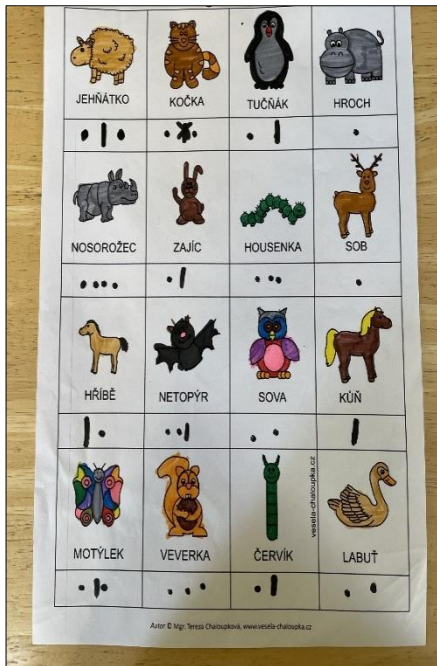 JEHŇÁTKO KOČKA TUČŇÁK HROCH
NOSOROŽEC ZAJÍC HOUSENKA SOB
HŘÍBĚ NETOPÝR SOVA KŮŇ
vesela-chaloupka.cz
MOTÝLEK VEVERKA ČERVÍK LABUŤ
Autor © Mgr. Tereza Chaloupková, www.vesela-chaloupka.cz